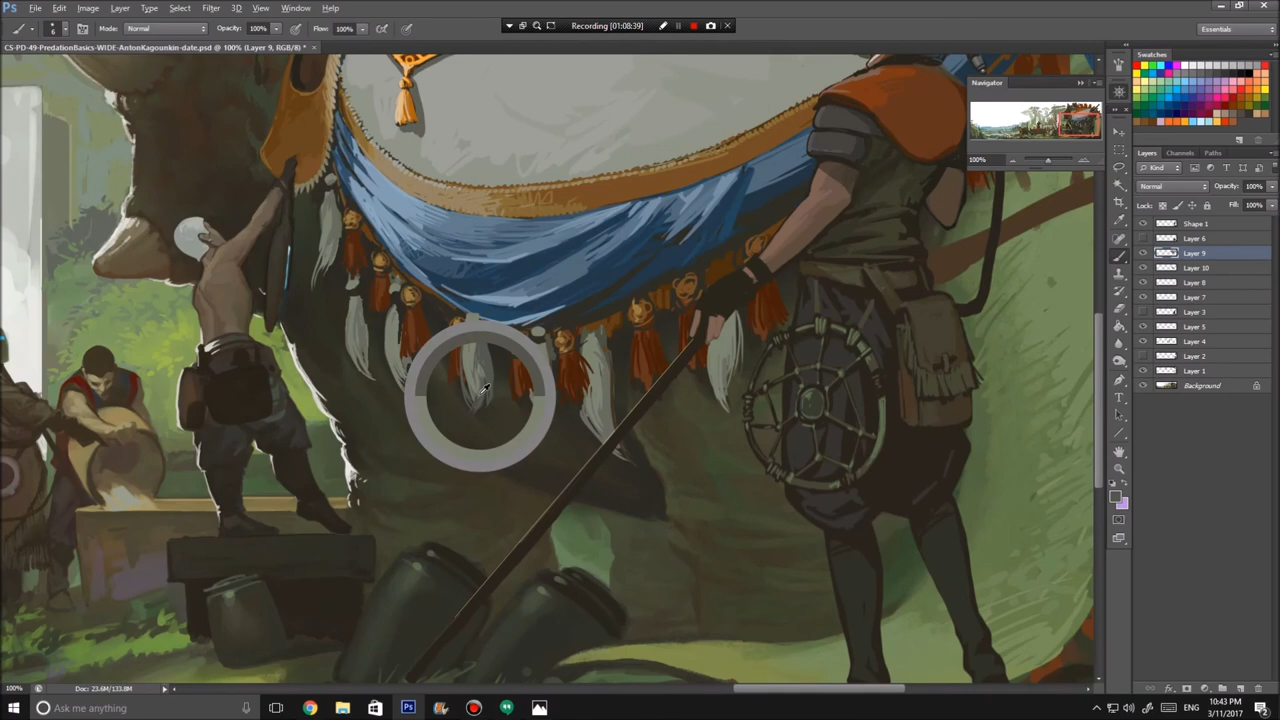 Ps File Edit Image Layer Type Select Filter 3D View Window Help
6 Mode: Normal Opacity: 100% Flow: 100% Essentials
Recording [01:08:39]
CS-PD-49-PredationBasics-WIDE-AntonKagounkin-date.psd @ 100% (Layer 9, RGB/8) * ×
Swatches
Navigator
100%
Layers Channels Paths
Kind
Normal Opacity: 100%
Lock: Fill: 100%
Shape 1
Layer 6
Layer 9
Layer 10
Layer 8
Layer 7
Layer 3
Layer 5
Layer 4
Layer 2
Layer 1
Background
100% Doc: 23.6M/133.8M
Ask me anything
Ps
ENG
10:43 PM
3/11/2017
2